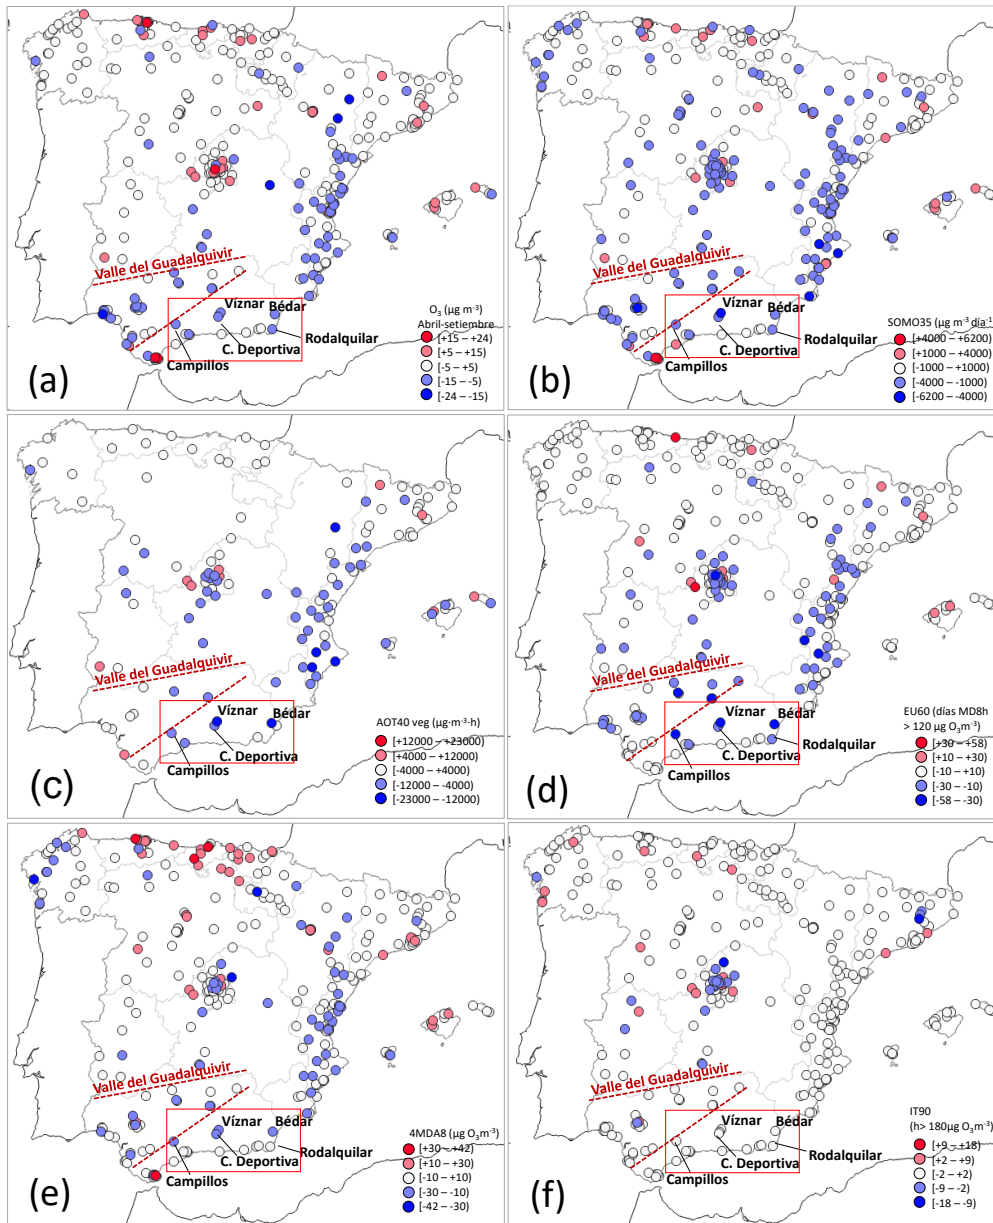 Valle del Guadalquivir
Víznar
Bédar
C. Deportiva
Rodalquilar
Campillos
O₃ (µg m⁻³)
Abril-setiembre
[+15 – +24)
[+5 – +15)
[-5 – +5)
[-15 – -5)
[-24 – -15)
(a)
Valle del Guadalquivir
Víznar
Bédar
C. Deportiva
Rodalquilar
Campillos
SOMO35 (µg m⁻³ día⁻¹
[+4000 – +6200)
[+1000 – +4000)
[-1000 – +1000)
[-4000 – -1000)
[-6200 – -4000)
(b)
Valle del Guadalquivir
Víznar
Bédar
C. Deportiva
Campillos
AOT40 veg (µg·m⁻³·h)
[+12000 – +23000)
[+4000 – +12000)
[-4000 – +4000)
[-12000 – -4000)
[-23000 – -12000)
(c)
Valle del Guadalquivir
Víznar
Bédar
C. Deportiva
Rodalquilar
Campillos
EU60 (días MD8h
> 120 µg O₃m⁻³)
[+30 – +58)
[+10 – +30)
[-10 – +10)
[-30 – -10)
[-58 – -30)
(d)
Valle del Guadalquivir
Víznar
Bédar
C. Deportiva
Rodalquilar
Campillos
4MDA8 (µg O₃m⁻³)
[+30 – +42)
[+10 – +30)
[-10 – +10)
[-30 – -10)
[-42 – -30)
(e)
Valle del Guadalquivir
Víznar
Bédar
C. Deportiva
Rodalquilar
Campillos
IT90
(h> 180µg O₃m⁻³)
[+9 – +18)
[+2 – +9)
[-2 – +2)
[-9 – -2)
[-18 – -9)
(f)